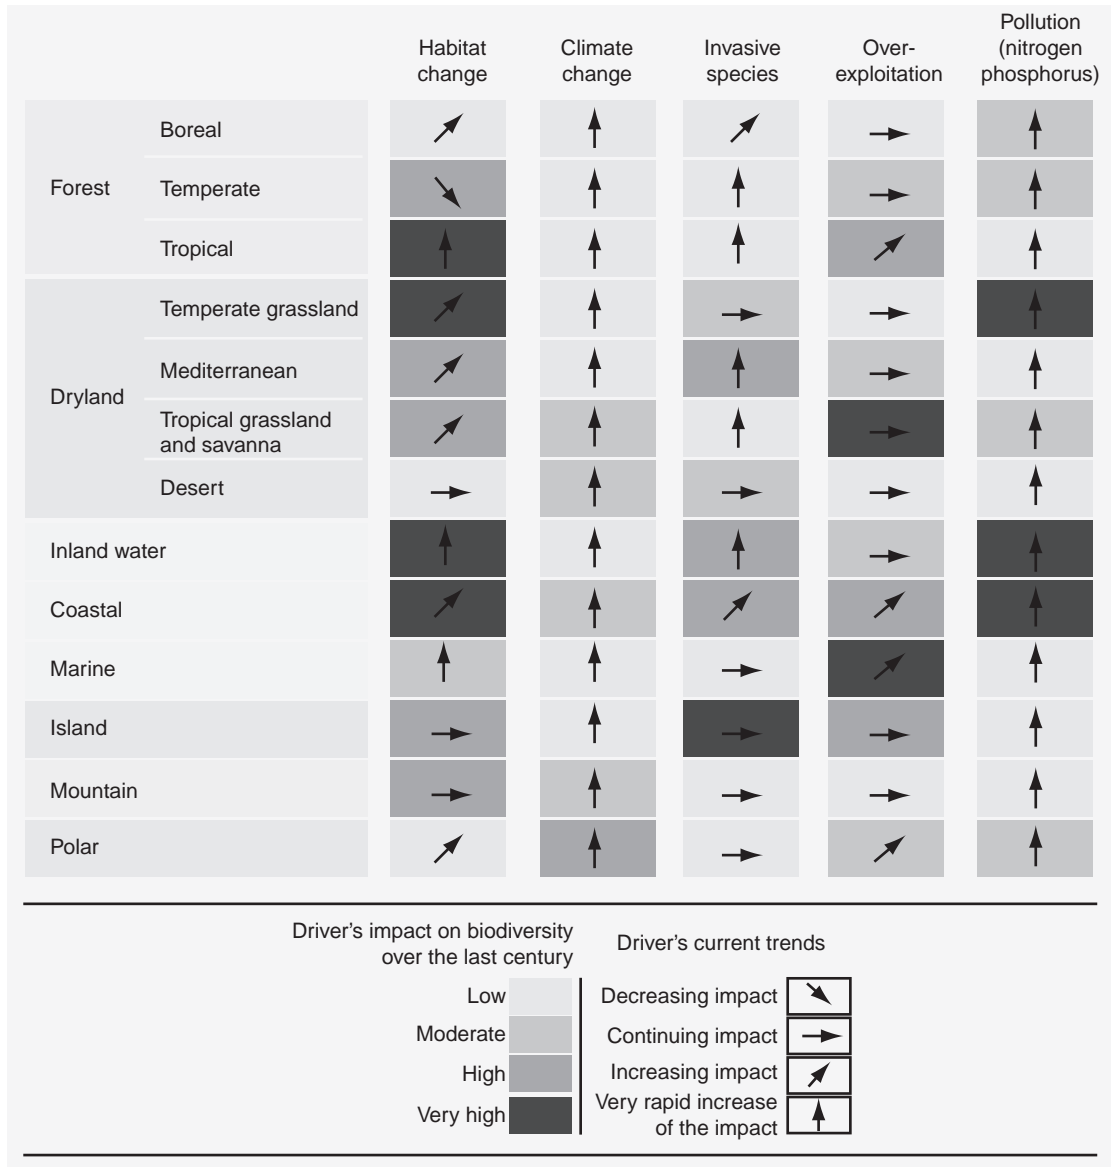 Habitat
change
Climate
change
Invasive
species
Over-
exploitation
Pollution
(nitrogen
phosphorus)
Forest
Boreal
Temperate
Tropical
Dryland
Temperate grassland
Mediterranean
Tropical grassland
and savanna
Desert
Inland water
Coastal
Marine
Island
Mountain
Polar
Driver’s impact on biodiversity
over the last century
Low
Moderate
High
Very high
Driver’s current trends
Decreasing impact
Continuing impact
Increasing impact
Very rapid increase
of the impact